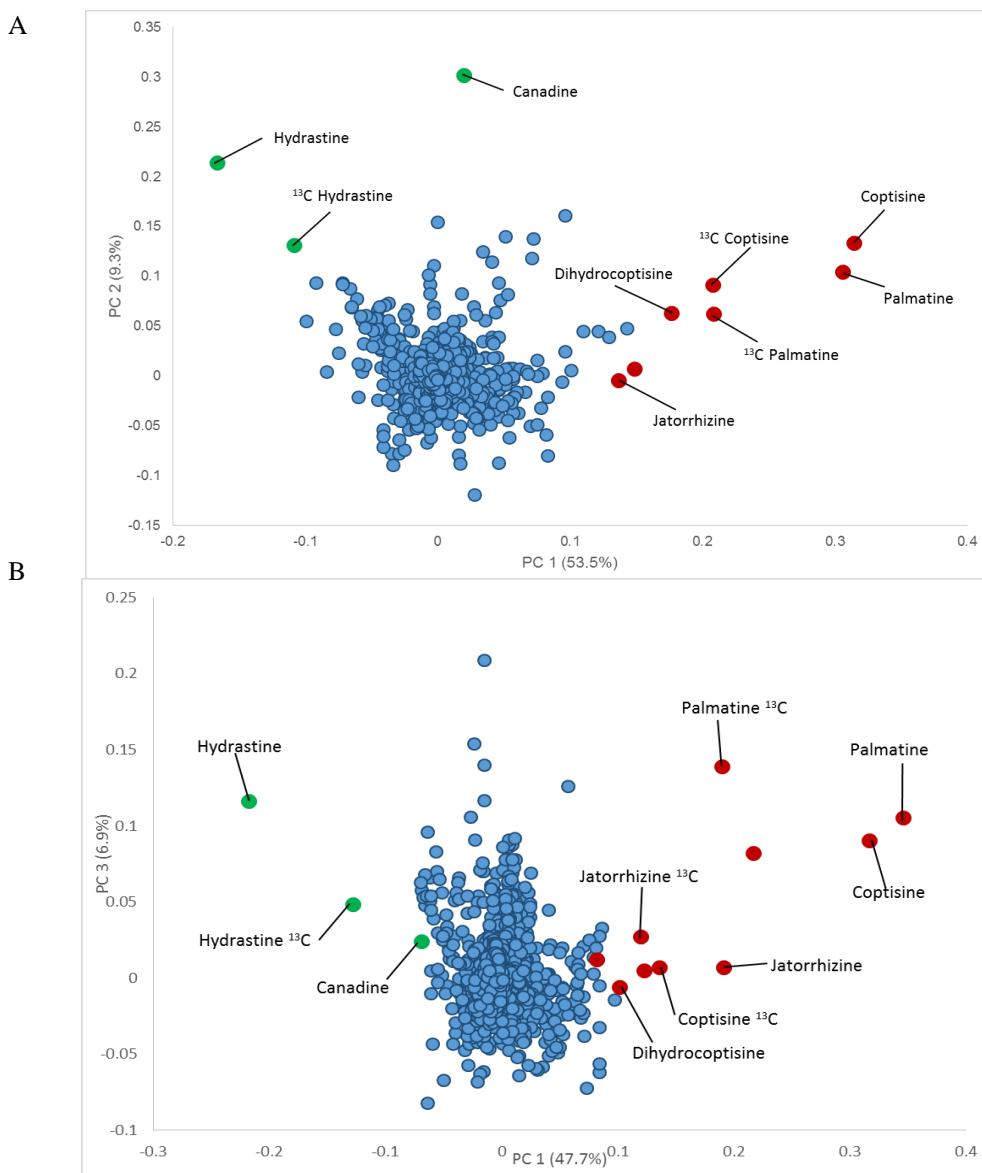 A
0.35
0.3
0.25
0.2
0.15
0.1
0.05
0
-0.05
-0.1
-0.15
PC 2 (9.3%)
Canadine
Hydrastine
¹³C Hydrastine
Coptisine
¹³C Coptisine
Dihydrocoptisine
Palmatine
¹³C Palmatine
Jatorrhizine
-0.2
-0.1
0
0.1
0.2
0.3
0.4
PC 1 (53.5%)
B
0.25
0.2
0.15
0.1
0.05
0
-0.05
-0.1
PC 3 (6.9%)
Palmatine ¹³C
Hydrastine
Palmatine
Jatorrhizine ¹³C
Coptisine
Hydrastine ¹³C
Canadine
Jatorrhizine
Coptisine ¹³C
Dihydrocoptisine
-0.3
-0.2
-0.1
0
0.1
0.2
0.3
0.4
PC 1 (47.7%)